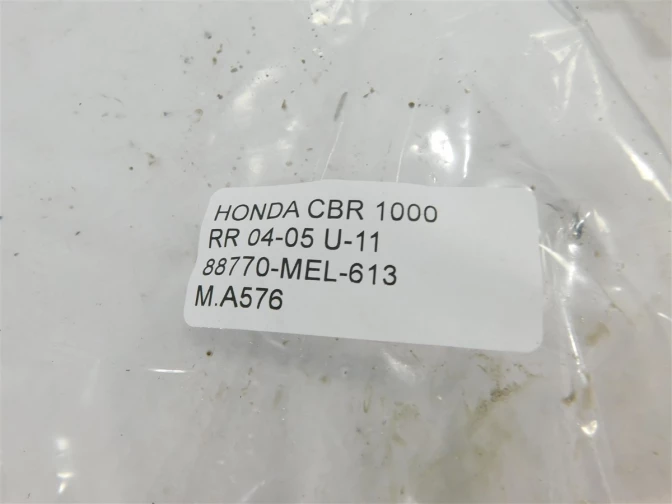 HONDA CBR 1000
RR 04-05 U-11
88770-MEL-613
M.A576